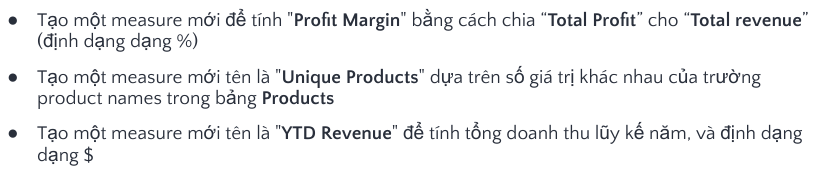 ● Tạo một measure mới để tính "Profit Margin" bằng cách chia “Total Profit” cho “Total revenue”
(định dạng dạng %)
● Tạo một measure mới tên là "Unique Products" dựa trên số giá trị khác nhau của trường
product names trong bảng Products
● Tạo một measure mới tên là "YTD Revenue" để tính tổng doanh thu lũy kế năm, và định dạng
dạng $